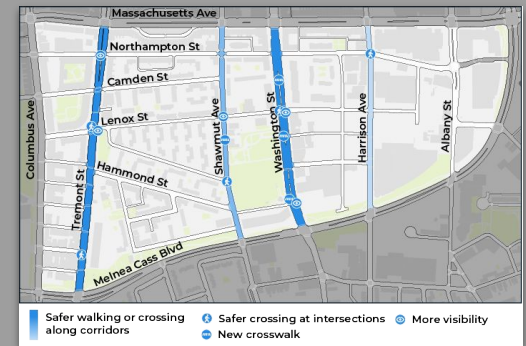 Massachusetts Ave
Northampton St
Camden St
Lenox St
Hammond St
Columbus Ave
Tremont St
Shawmut Ave
Washington St
Harrison Ave
Albany St
Melnea Cass Blvd
Safer walking or crossing
along corridors
Safer crossing at intersections
More visibility
New crosswalk